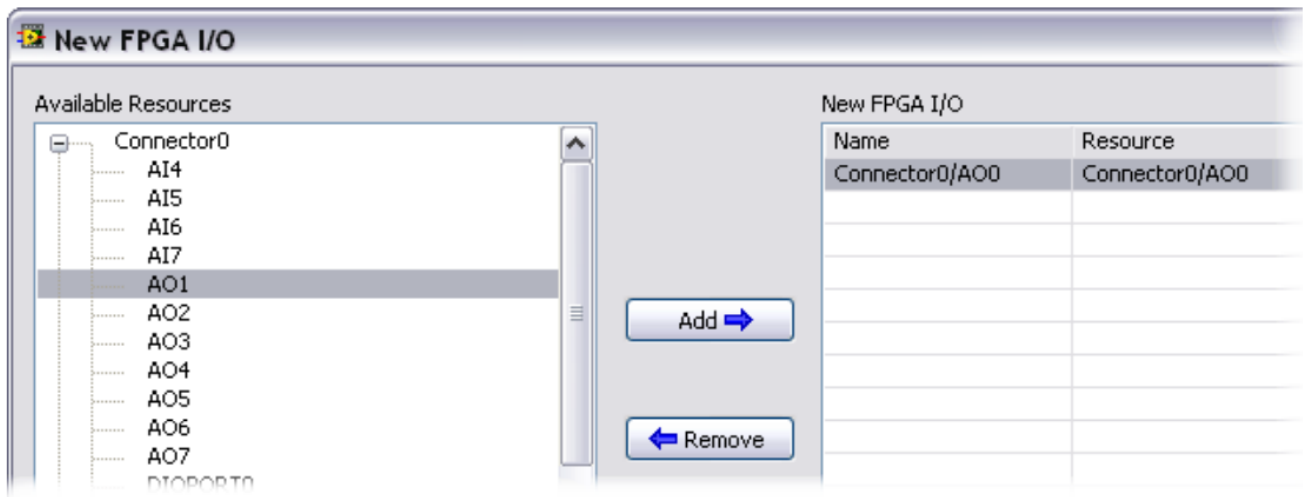 New FPGA I/O
Available Resources
Connector0
AI4
AI5
AI6
AI7
AO1
AO2
AO3
AO4
AO5
AO6
AO7
DIOPORT0
Add
Remove
New FPGA I/O
Name Resource
Connector0/AO0 Connector0/AO0